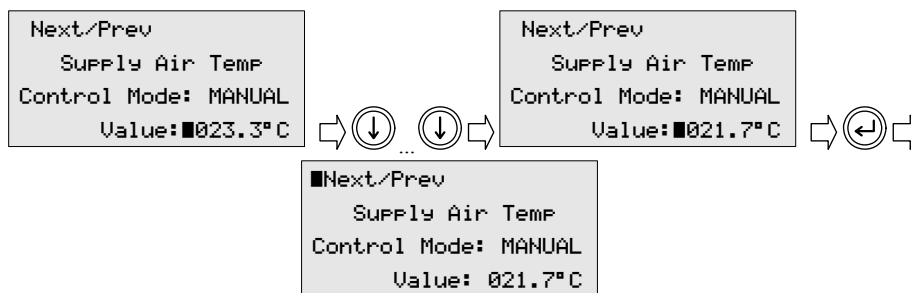 Next/Prev
Supply Air Temp
Control Mode: MANUAL
Value:■023.3°C
...
Next/Prev
Supply Air Temp
Control Mode: MANUAL
Value:■021.7°C
■Next/Prev
Supply Air Temp
Control Mode: MANUAL
Value: 021.7°C